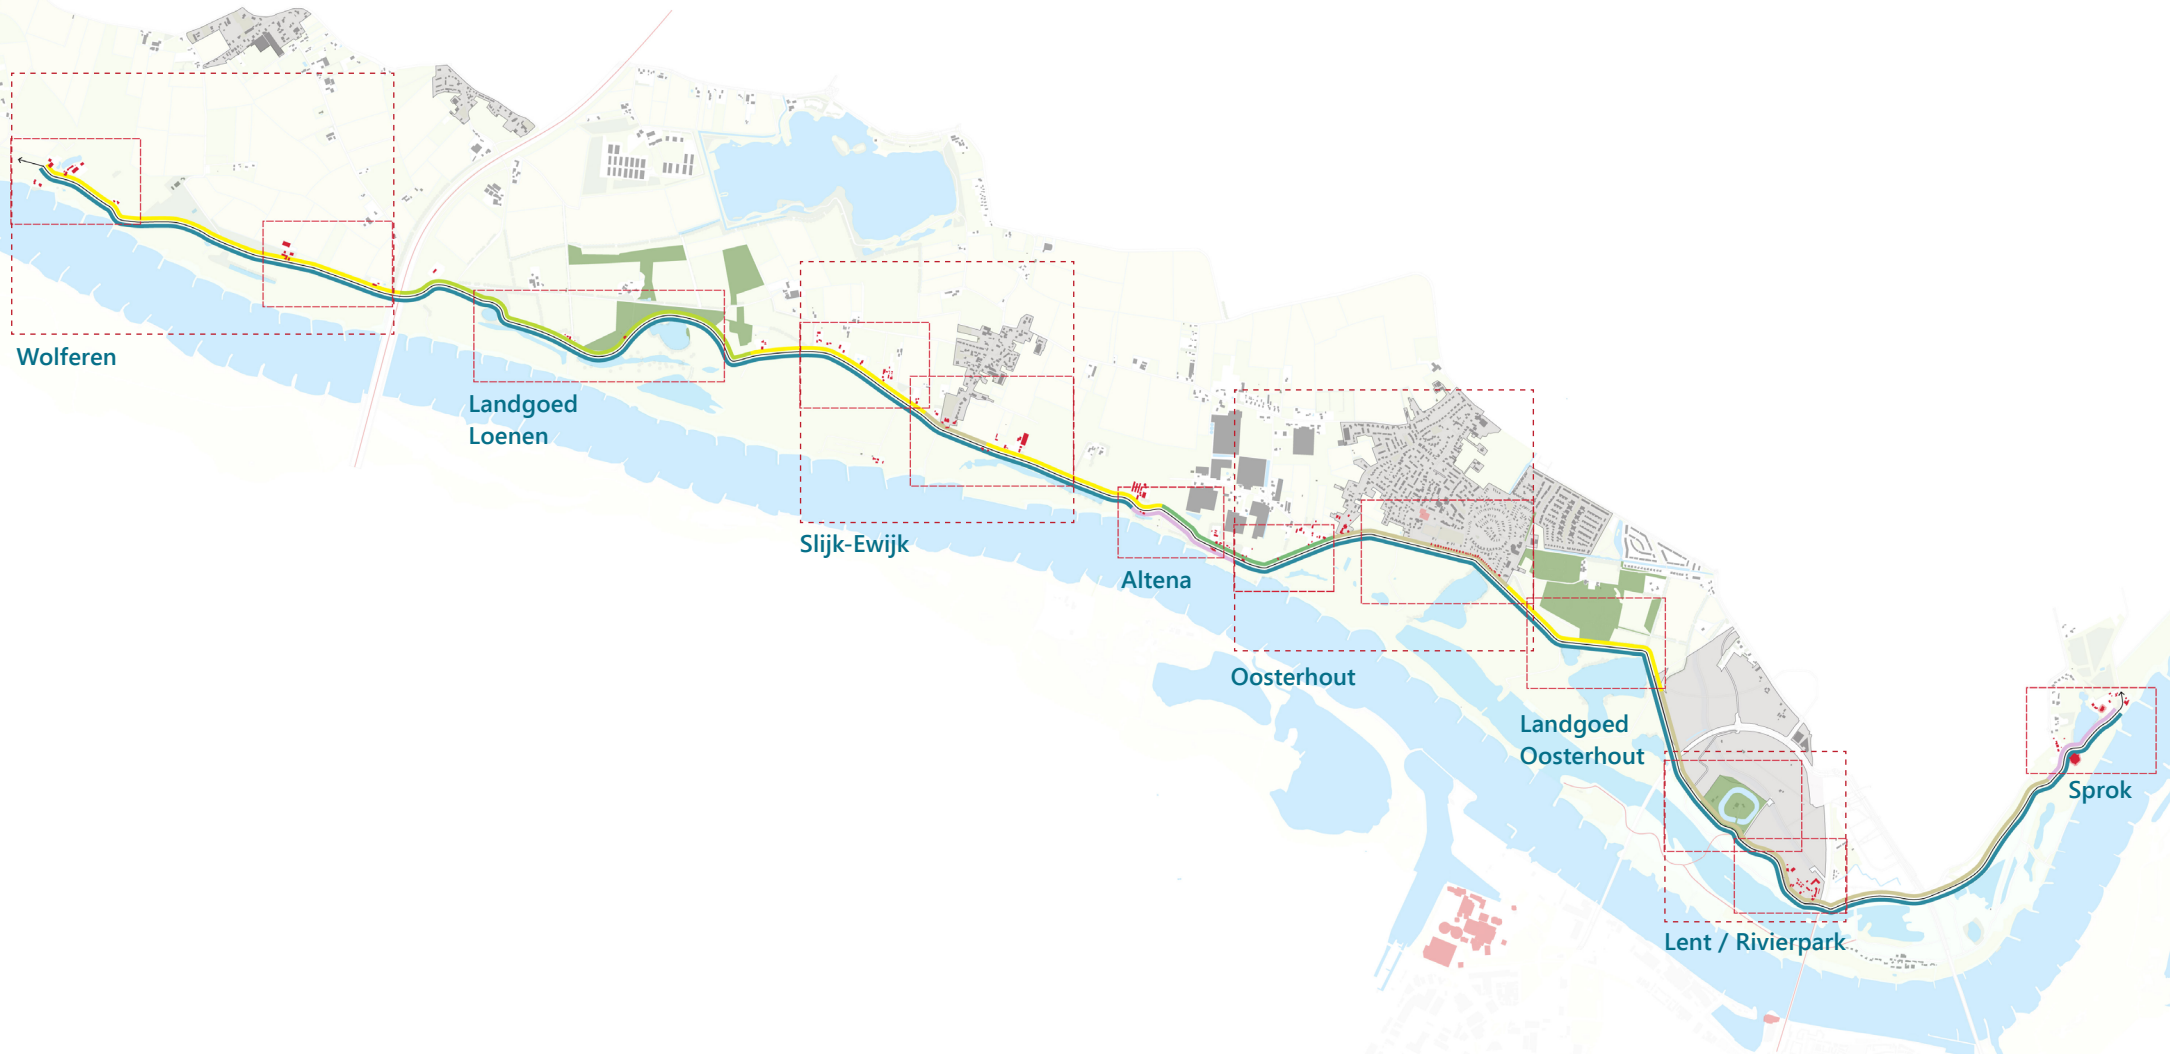 Wolferen
Landgoed
Loenen
Slijk-Ewijk
Altena
Oosterhout
Landgoed
Oosterhout
Lent / Rivierpark
Sprok